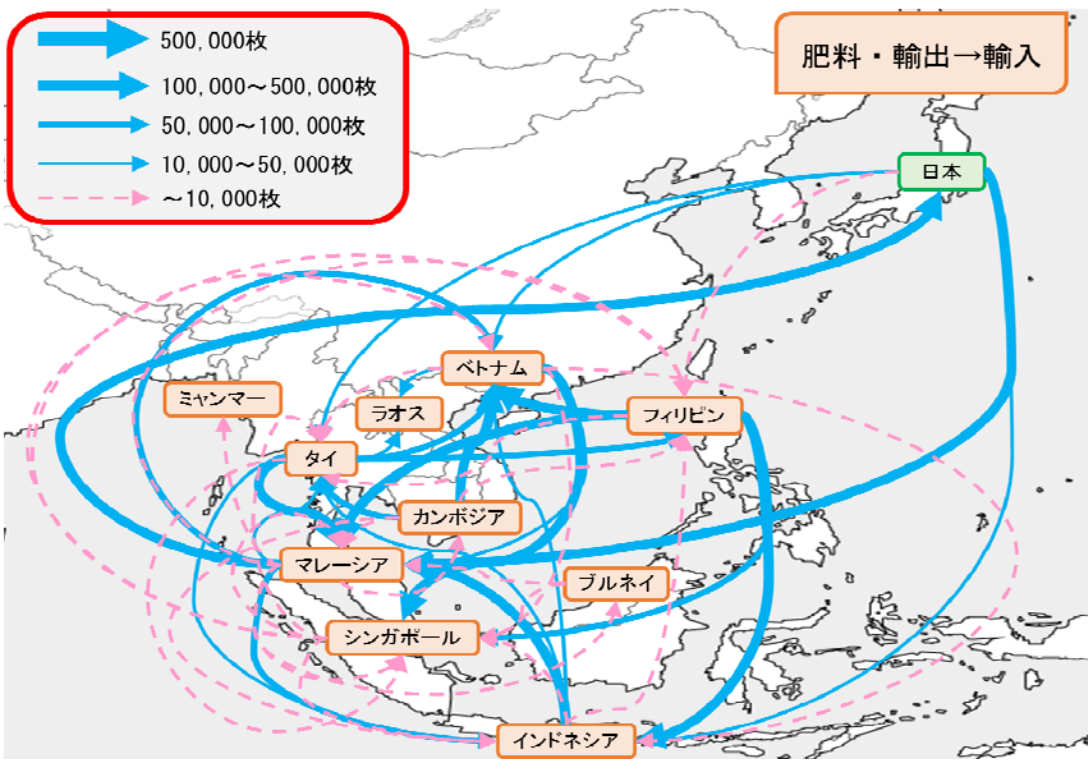 500,000枚
100,000～500,000枚
50,000～100,000枚
10,000～50,000枚
～10,000枚
肥料・輸出→輸入
日本
ベトナム
ミャンマー
ラオス
フィリピン
タイ
カンボジア
マレーシア
ブルネイ
シンガポール
インドネシア